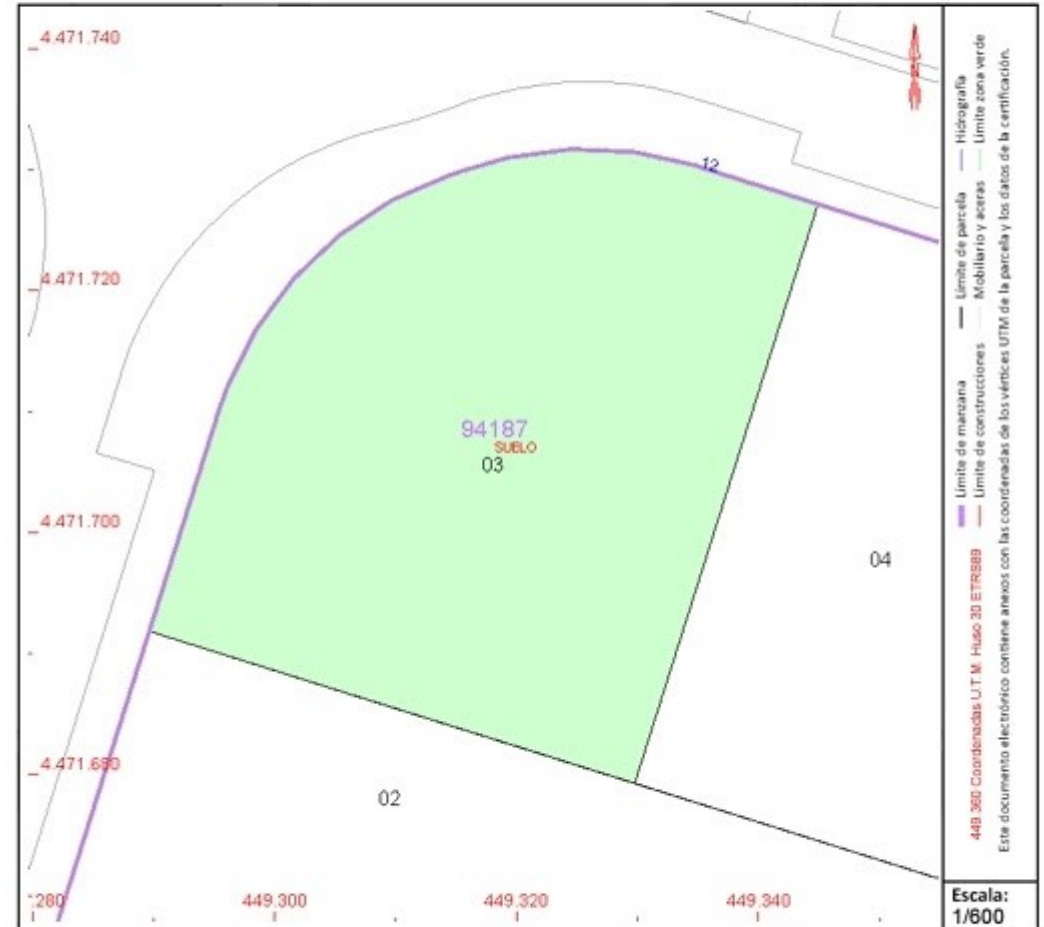 4.471.740
12
4.471.720
94187
SUELO
03
4.471.700
04
4.471.680
02
:280
449.300
449.320
449.340
Límite de manzana
Límite de parcela
Hidrografía
449.360 Coordenadas U.T.M. Huso 30 ETRS89
Límite de construcciones
Mobiliario y aceras
Límite zona verde
Este documento electrónico contiene anexos con las coordenadas de los vértices UTM de la parcela y los datos de la certificación.
Escala:
1/600